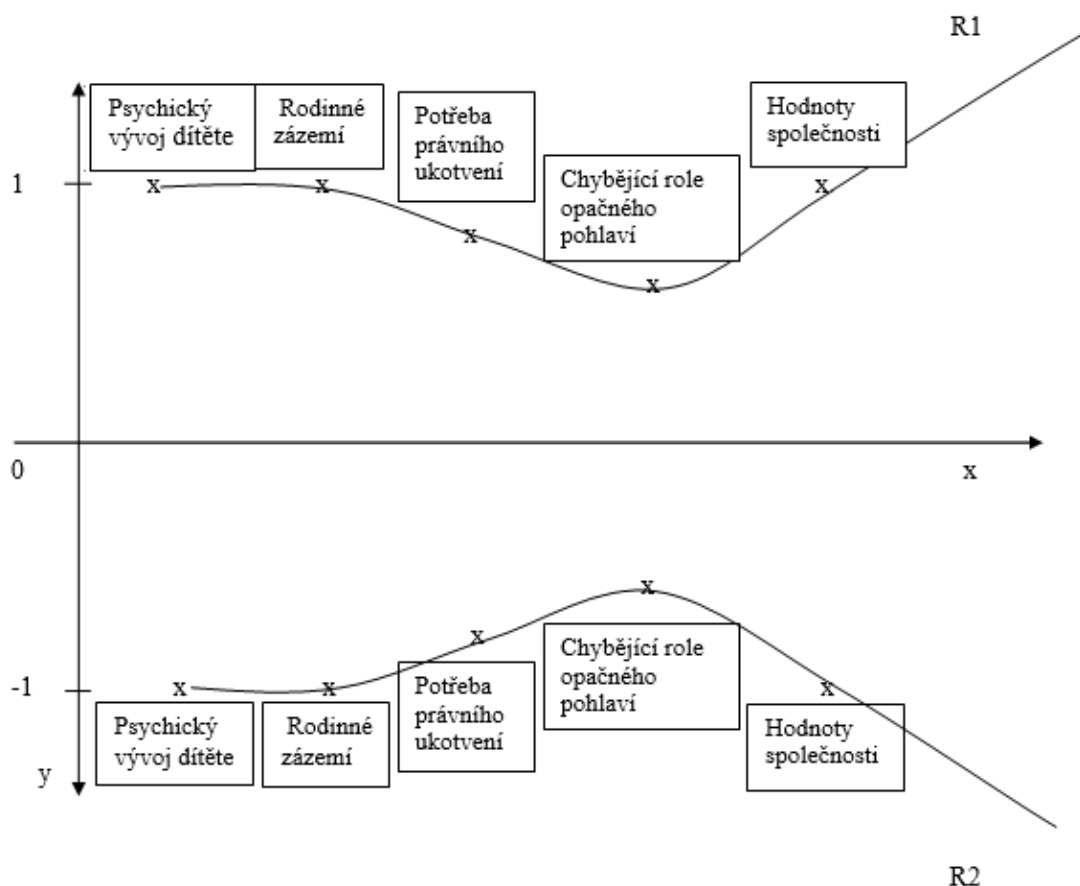 R1
Psychický
vývoj dítěte
Rodinné
zázemí
Potřeba
právního
ukotvení
Chybějící role
opačného
pohlaví
Hodnoty
společnosti
1
x
x
x
x
x
0
x
-1
x
x
x
x
x
Psychický
vývoj dítěte
Rodinné
zázemí
Potřeba
právního
ukotvení
Chybějící role
opačného
pohlaví
Hodnoty
společnosti
y
R2